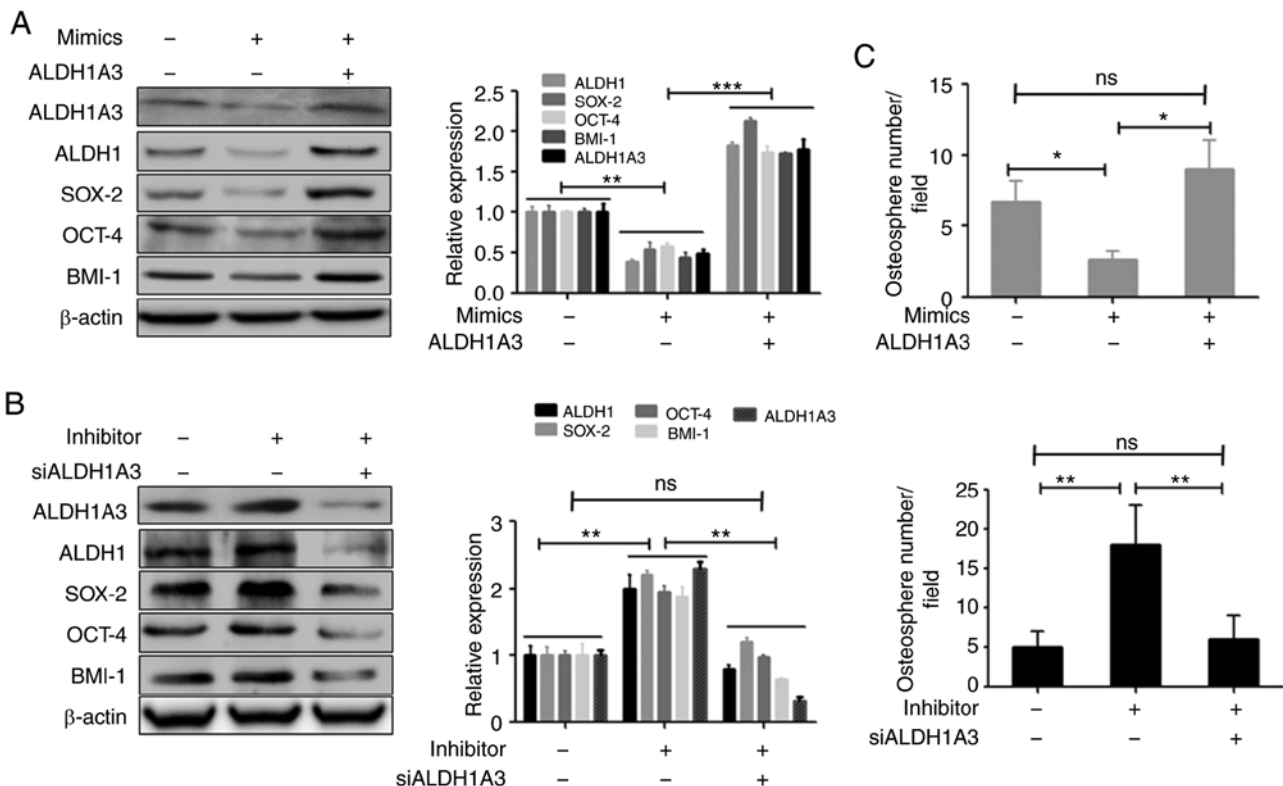 A
Mimics – + +
ALDH1A3 – – +
ALDH1A3
ALDH1
SOX-2
OCT-4
BMI-1
β-actin
ALDH1
SOX-2
OCT-4
BMI-1
ALDH1A3
Relative expression
2.5
2.0
1.5
1.0
0.5
0.0
**
***
Mimics – + +
ALDH1A3 – – +
C
Osteosphere number/
field
15
10
5
0
ns
*
*
Mimics – + +
ALDH1A3 – – +
B
Inhibitor – + +
siALDH1A3 – – +
ALDH1A3
ALDH1
SOX-2
OCT-4
BMI-1
β-actin
ALDH1 OCT-4 ALDH1A3
SOX-2 BMI-1
Relative expression
3
2
1
0
ns
** **
Inhibitor – + +
siALDH1A3 – – +
Osteosphere number/
field
25
20
15
10
5
0
ns
** **
Inhibitor – + +
siALDH1A3 – – +